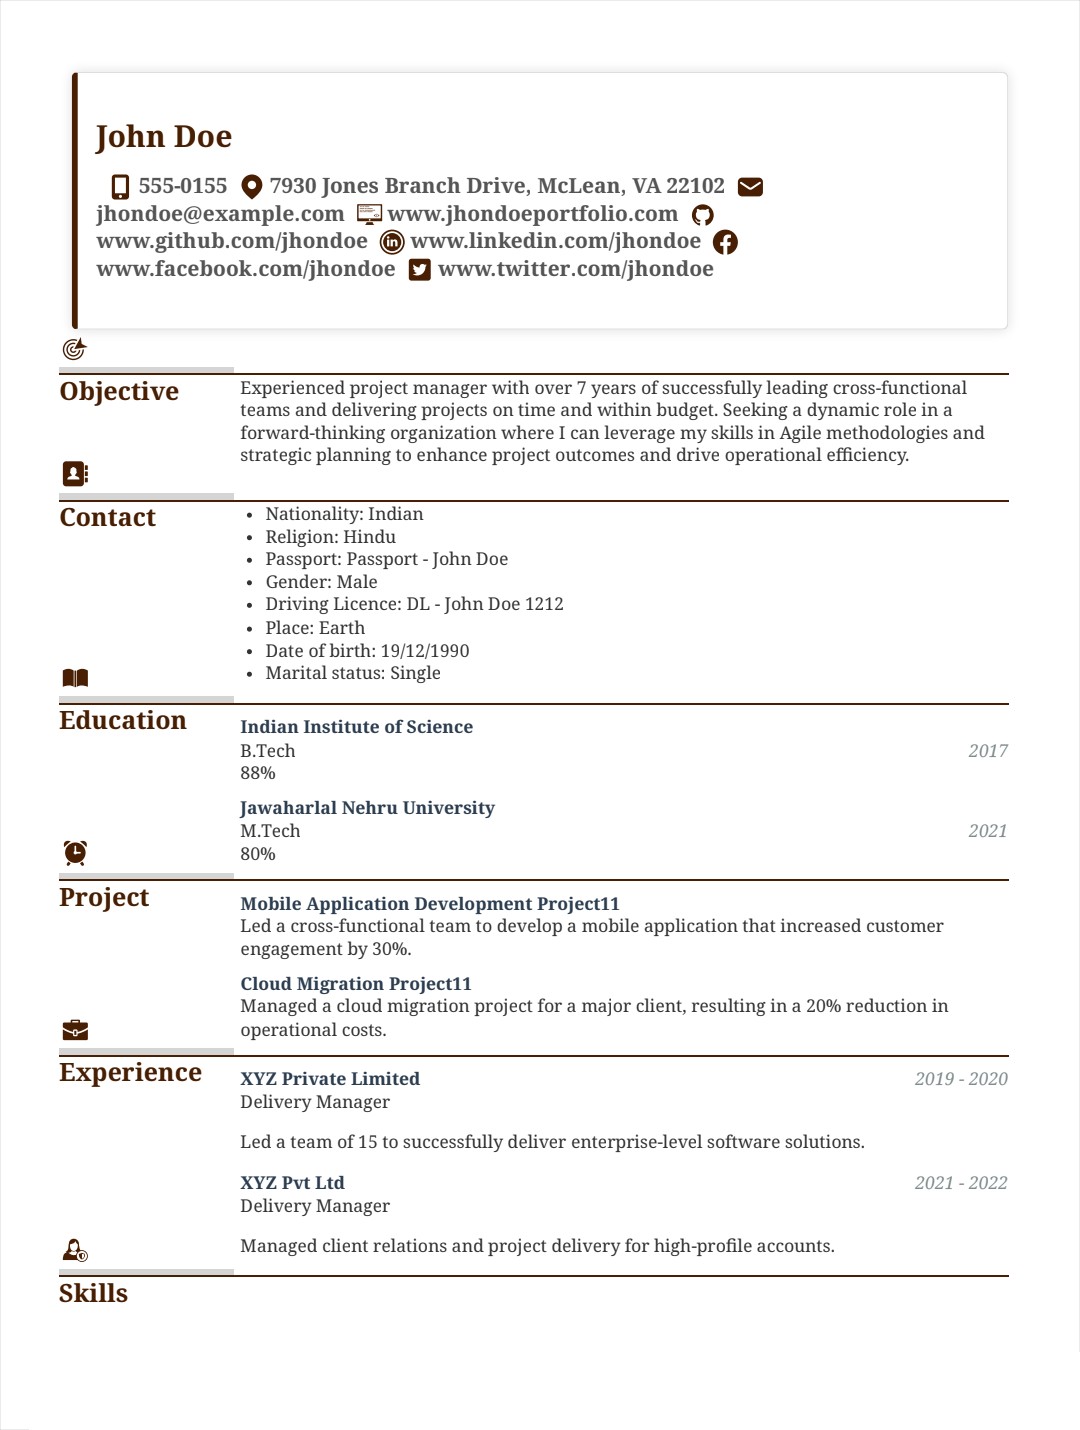 John Doe
555-0155 7930 Jones Branch Drive, McLean, VA 22102
jhondoe@example.com www.jhondoeportfolio.com
www.github.com/jhondoe www.linkedin.com/jhondoe
www.facebook.com/jhondoe www.twitter.com/jhondoe
Objective
Experienced project manager with over 7 years of successfully leading cross-functional
teams and delivering projects on time and within budget. Seeking a dynamic role in a
forward-thinking organization where I can leverage my skills in Agile methodologies and
strategic planning to enhance project outcomes and drive operational efficiency.
Contact
• Nationality: Indian
• Religion: Hindu
• Passport: Passport - John Doe
• Gender: Male
• Driving Licence: DL - John Doe 1212
• Place: Earth
• Date of birth: 19/12/1990
• Marital status: Single
Education
Indian Institute of Science
B.Tech 2017
88%
Jawaharlal Nehru University
M.Tech 2021
80%
Project
Mobile Application Development Project11
Led a cross-functional team to develop a mobile application that increased customer
engagement by 30%.
Cloud Migration Project11
Managed a cloud migration project for a major client, resulting in a 20% reduction in
operational costs.
Experience
XYZ Private Limited 2019 - 2020
Delivery Manager
Led a team of 15 to successfully deliver enterprise-level software solutions.
XYZ Pvt Ltd 2021 - 2022
Delivery Manager
Managed client relations and project delivery for high-profile accounts.
Skills